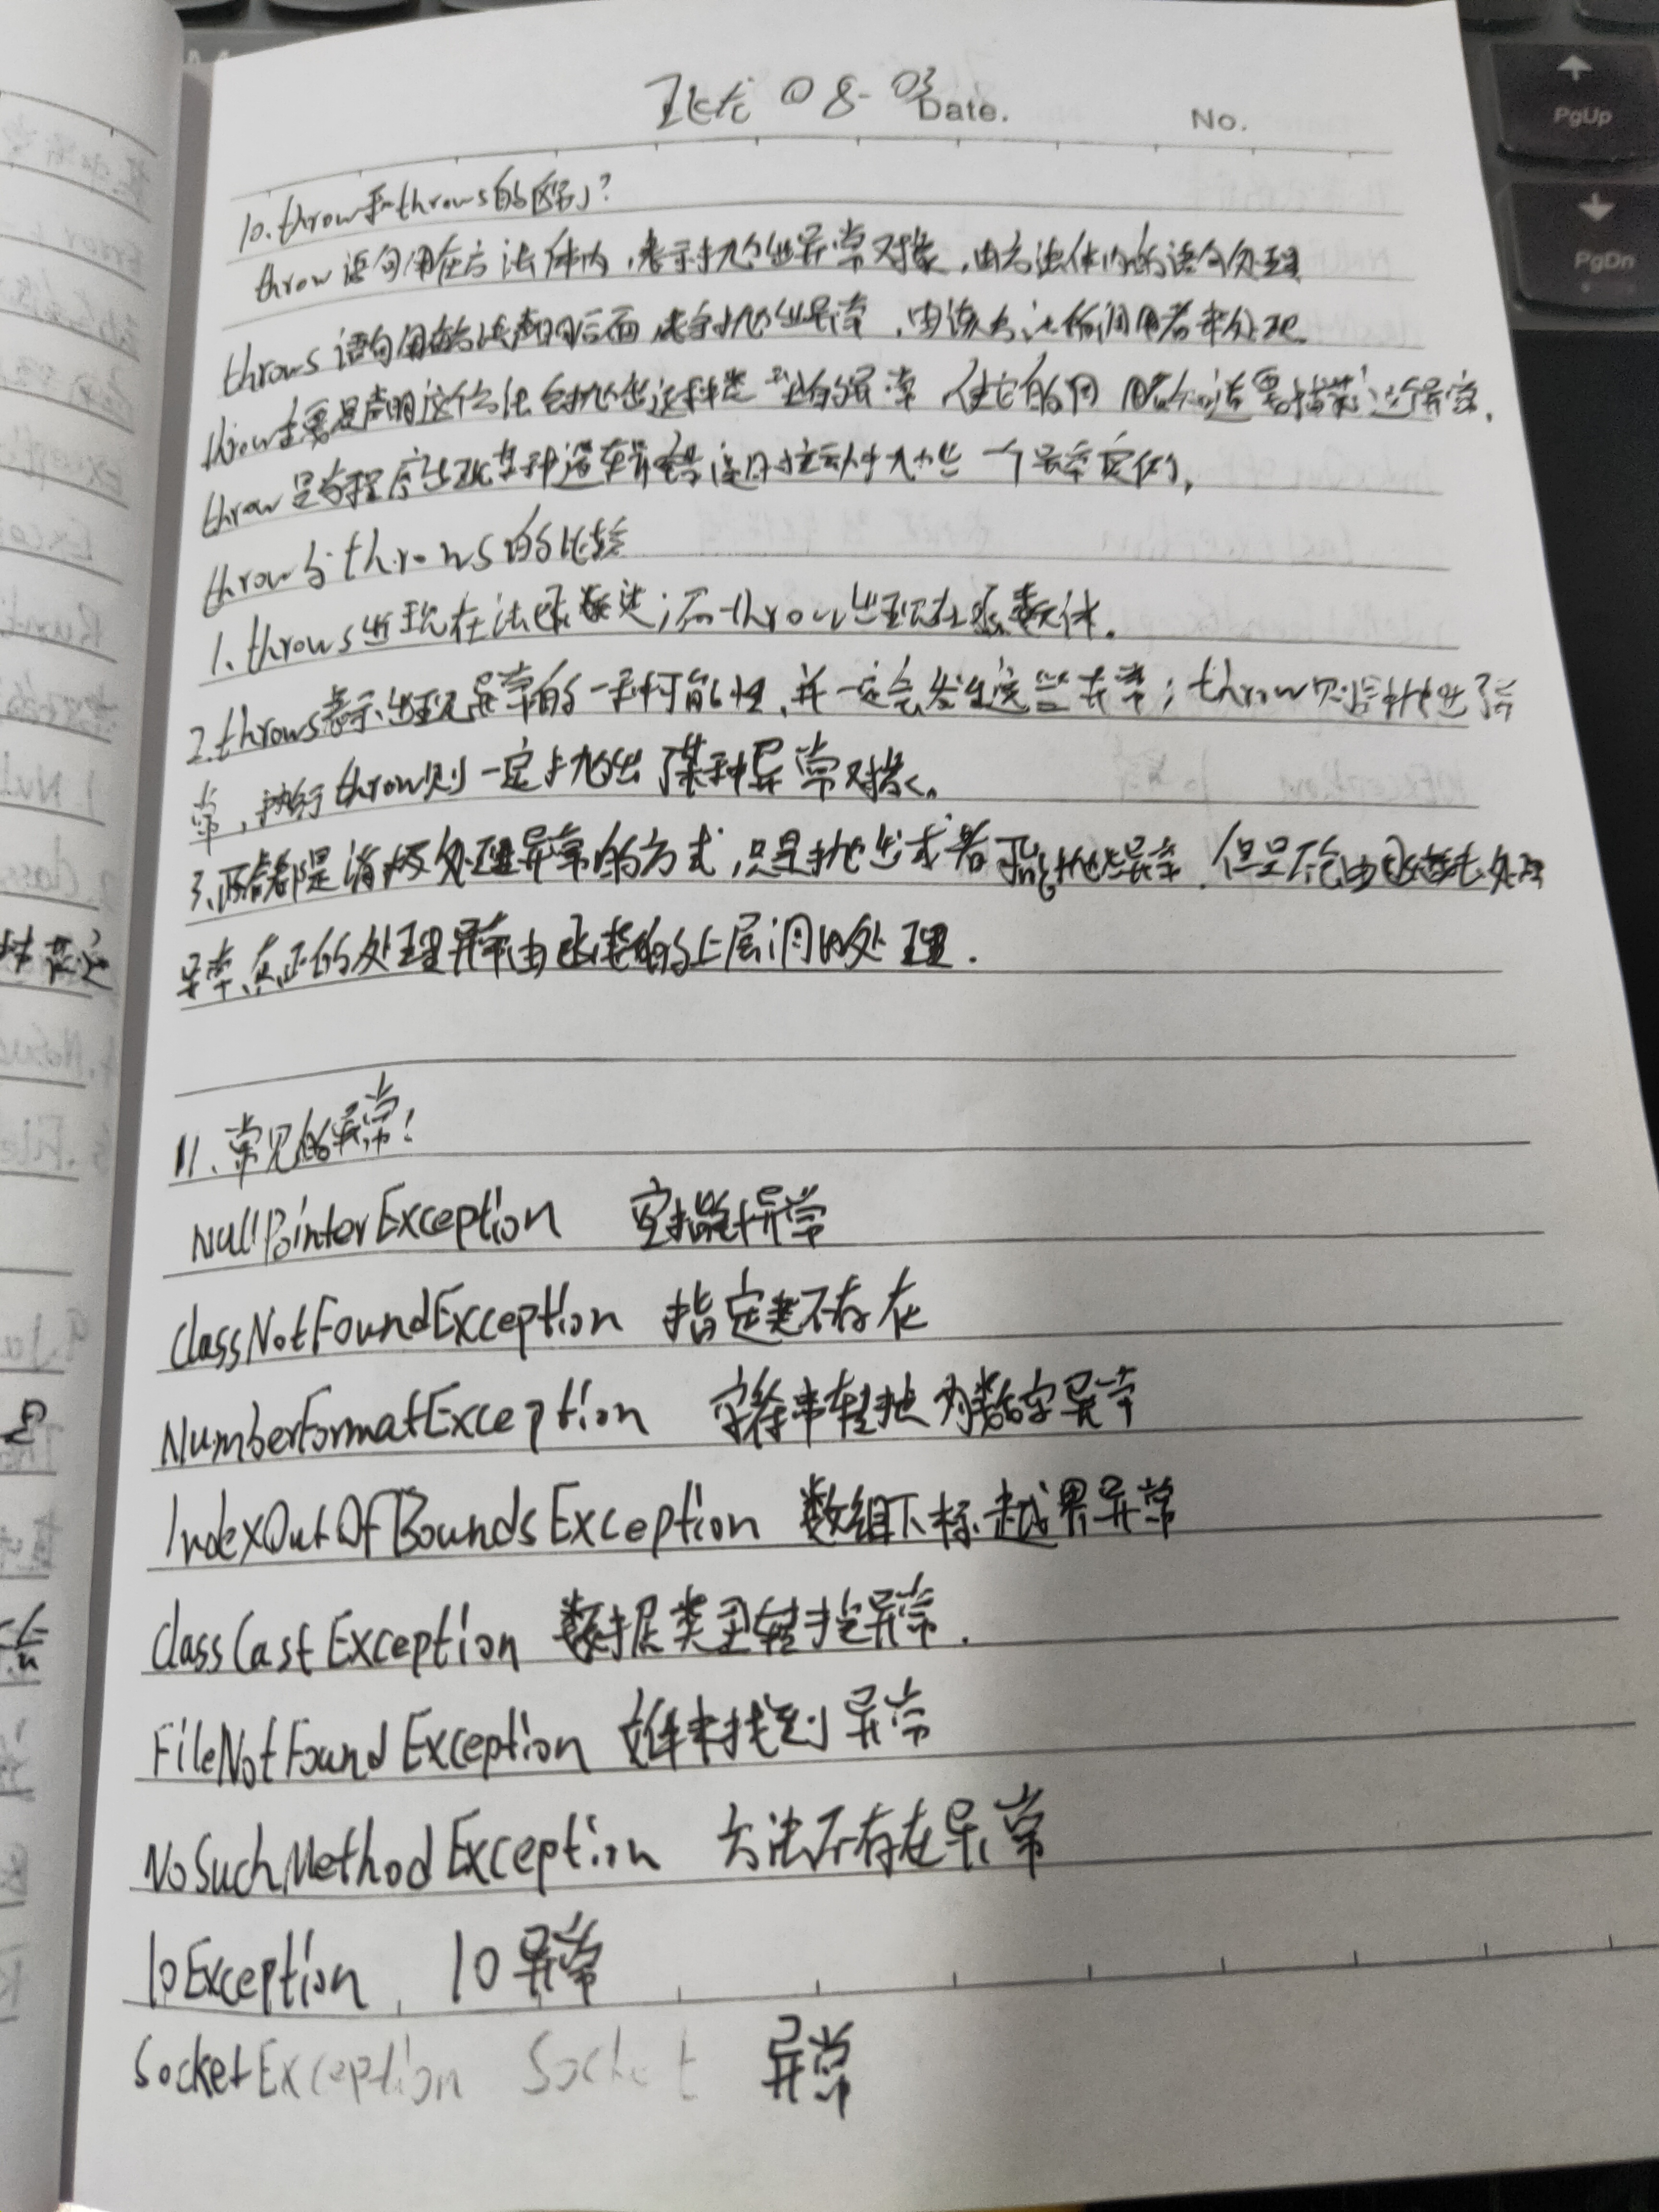 08-03 Date. No.
PgUp
PgDn
10.throw和throws的区别?
throw语句用在方法体内,表示抛出异常对象,由方法体内的语句处理
throws语句用在方法声明后面,表示抛出异常,由该方法的调用者来处理.
throw主要是声明这个方法会抛出这种类型的异常,使它的调用者知道要捕获这个异常.
throw是当程序出现某种逻辑错误时主动抛出一个异常实例,
throw与throws的比较
1.throws出现在法函数头;而throw出现在函数体.
2.throws表示出现异常的一种可能性,并一定会发生这些异常;throw则是抛出了异
常,执行throw则一定抛出了某种异常对象.
3.两者都是消极处理异常的方式,只是抛出或者可能抛出异常,但是不会由函数去处理
异常,真正的处理异常由函数的上层调用处理.
11.常见的异常!
NullPointerException 空指针异常
ClassNotFoundException 指定类不存在
NumberFormatException 字符串转换为数字异常
IndexOutOfBoundsException 数组下标越界异常
ClassCastException 数据类型转换异常.
FileNotFoundException 文件未找到异常
NoSuchMethodException 方法不存在异常
IoException IO异常
SocketException Socket 异常